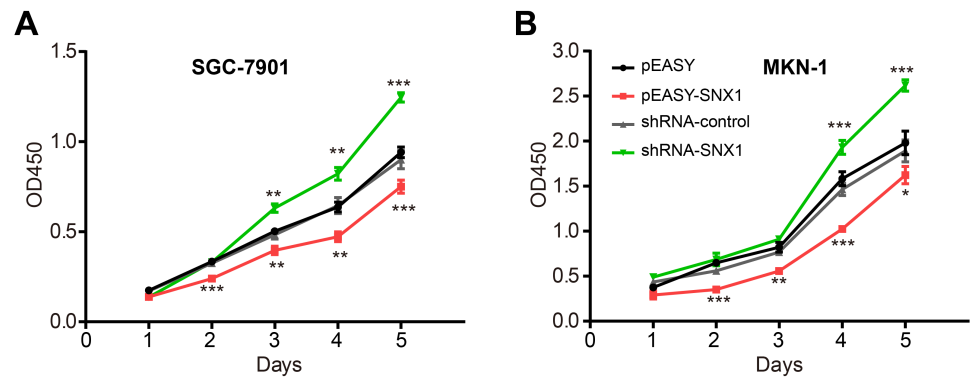 A
SGC-7901
OD450
1.5
1.0
0.5
0.0
0 1 2 3 4 5
Days
***
**
**
***
**
**
***
B
MKN-1
OD450
3.0
2.5
2.0
1.5
1.0
0.5
0.0
0 1 2 3 4 5
Days
pEASY
pEASY-SNX1
shRNA-control
shRNA-SNX1
***
***
*
***
**
***